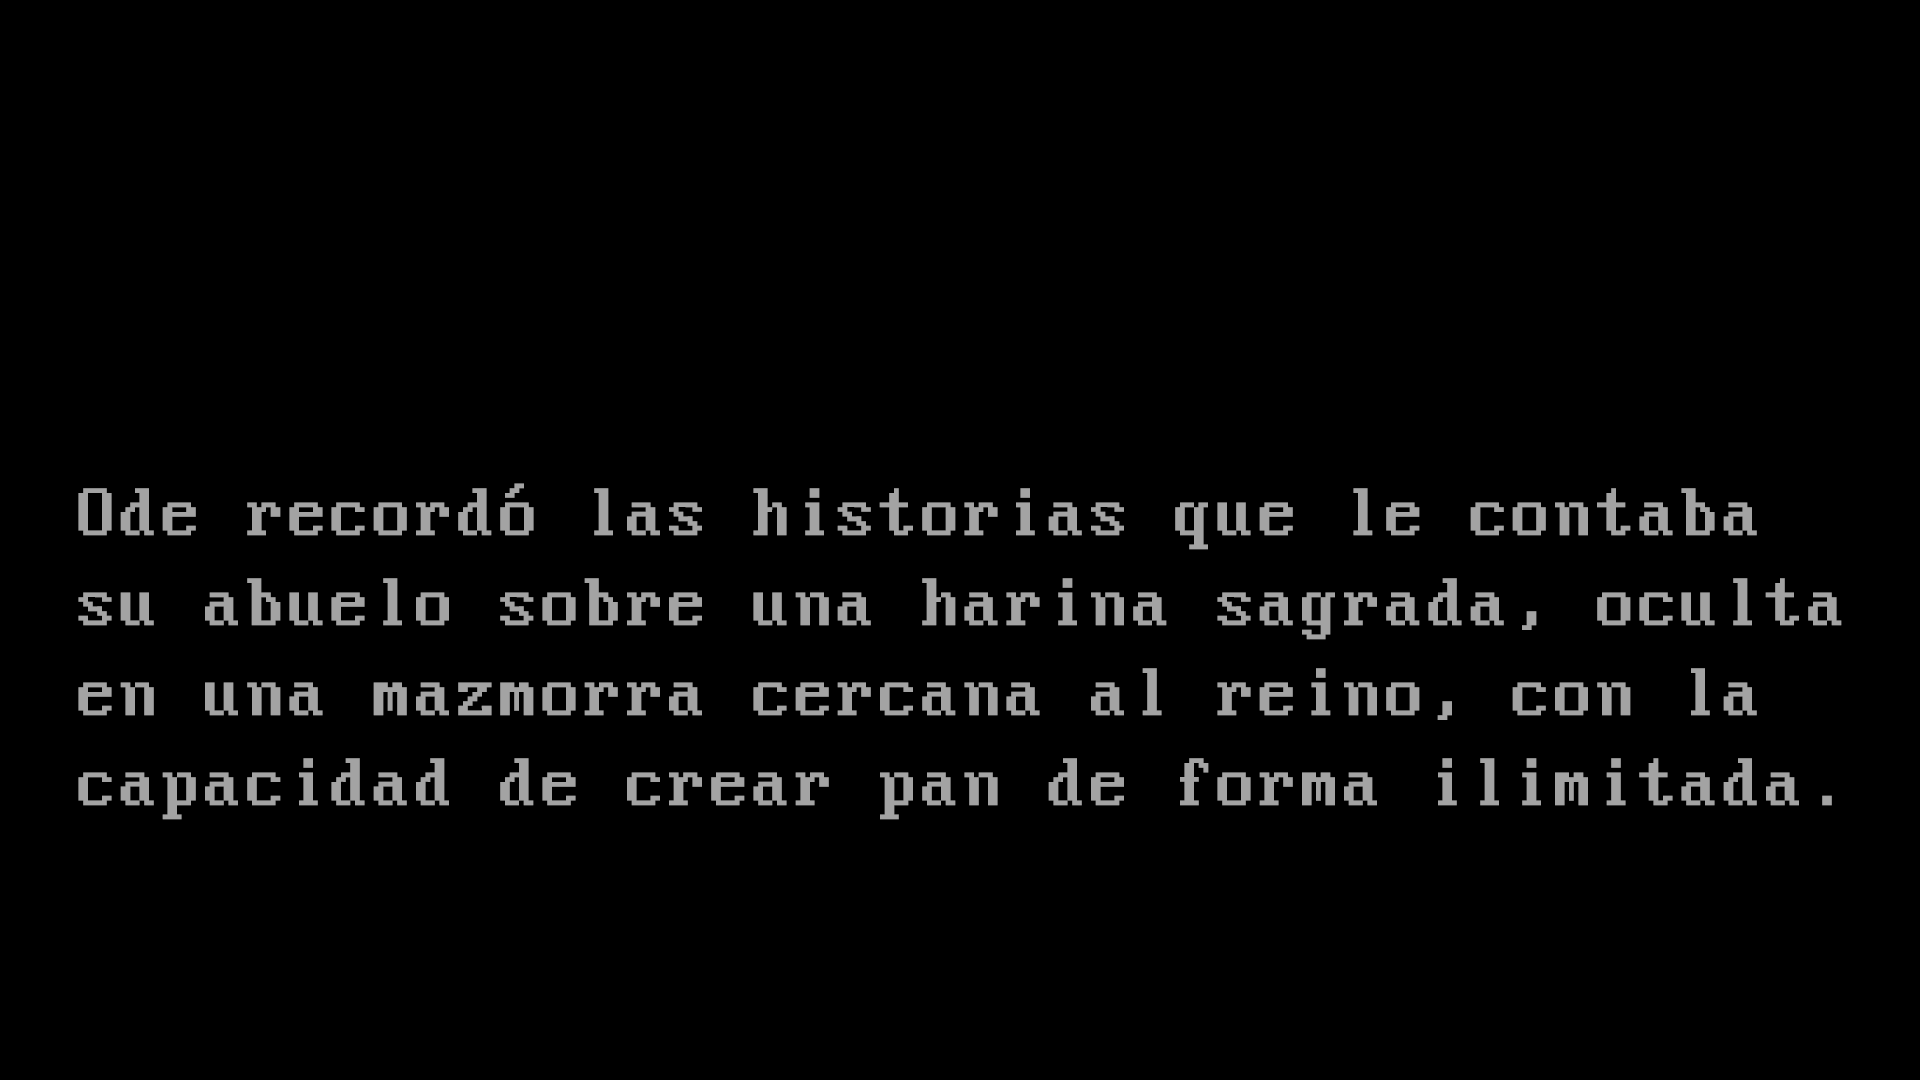 Ode recordó las historias que le contaba
su abuelo sobre una harina sagrada, oculta
en una mazmorra cercana al reino, con la
capacidad de crear pan de forma ilimitada.